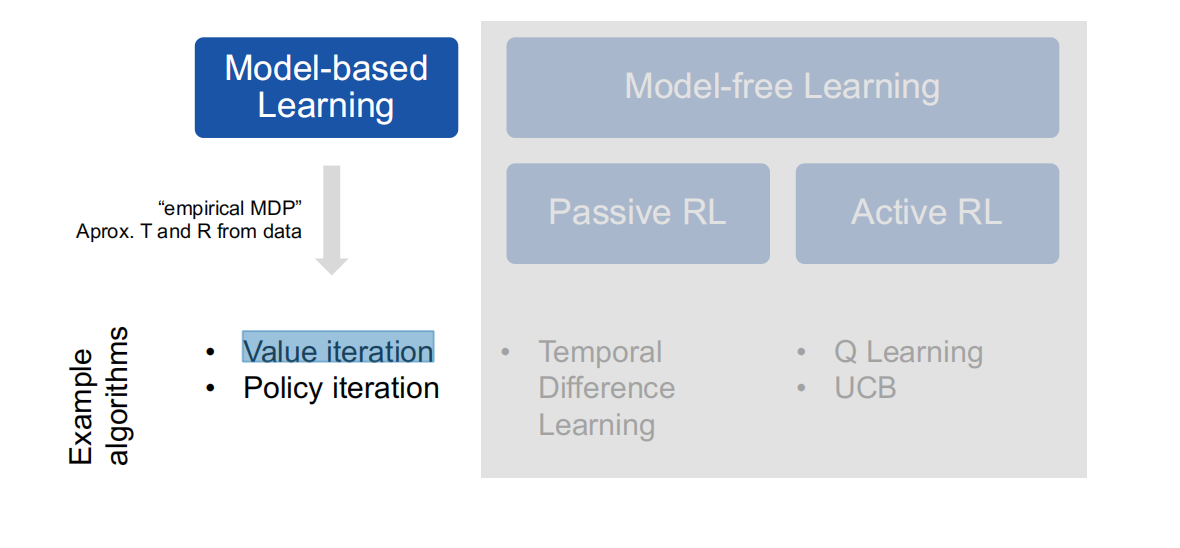 Model-based
Learning
Model-free Learning
Passive RL
Active RL
“empirical MDP”
Aprox. T and R from data
Example
algorithms
• Value iteration
• Policy iteration
• Temporal
Difference
Learning
• Q Learning
• UCB